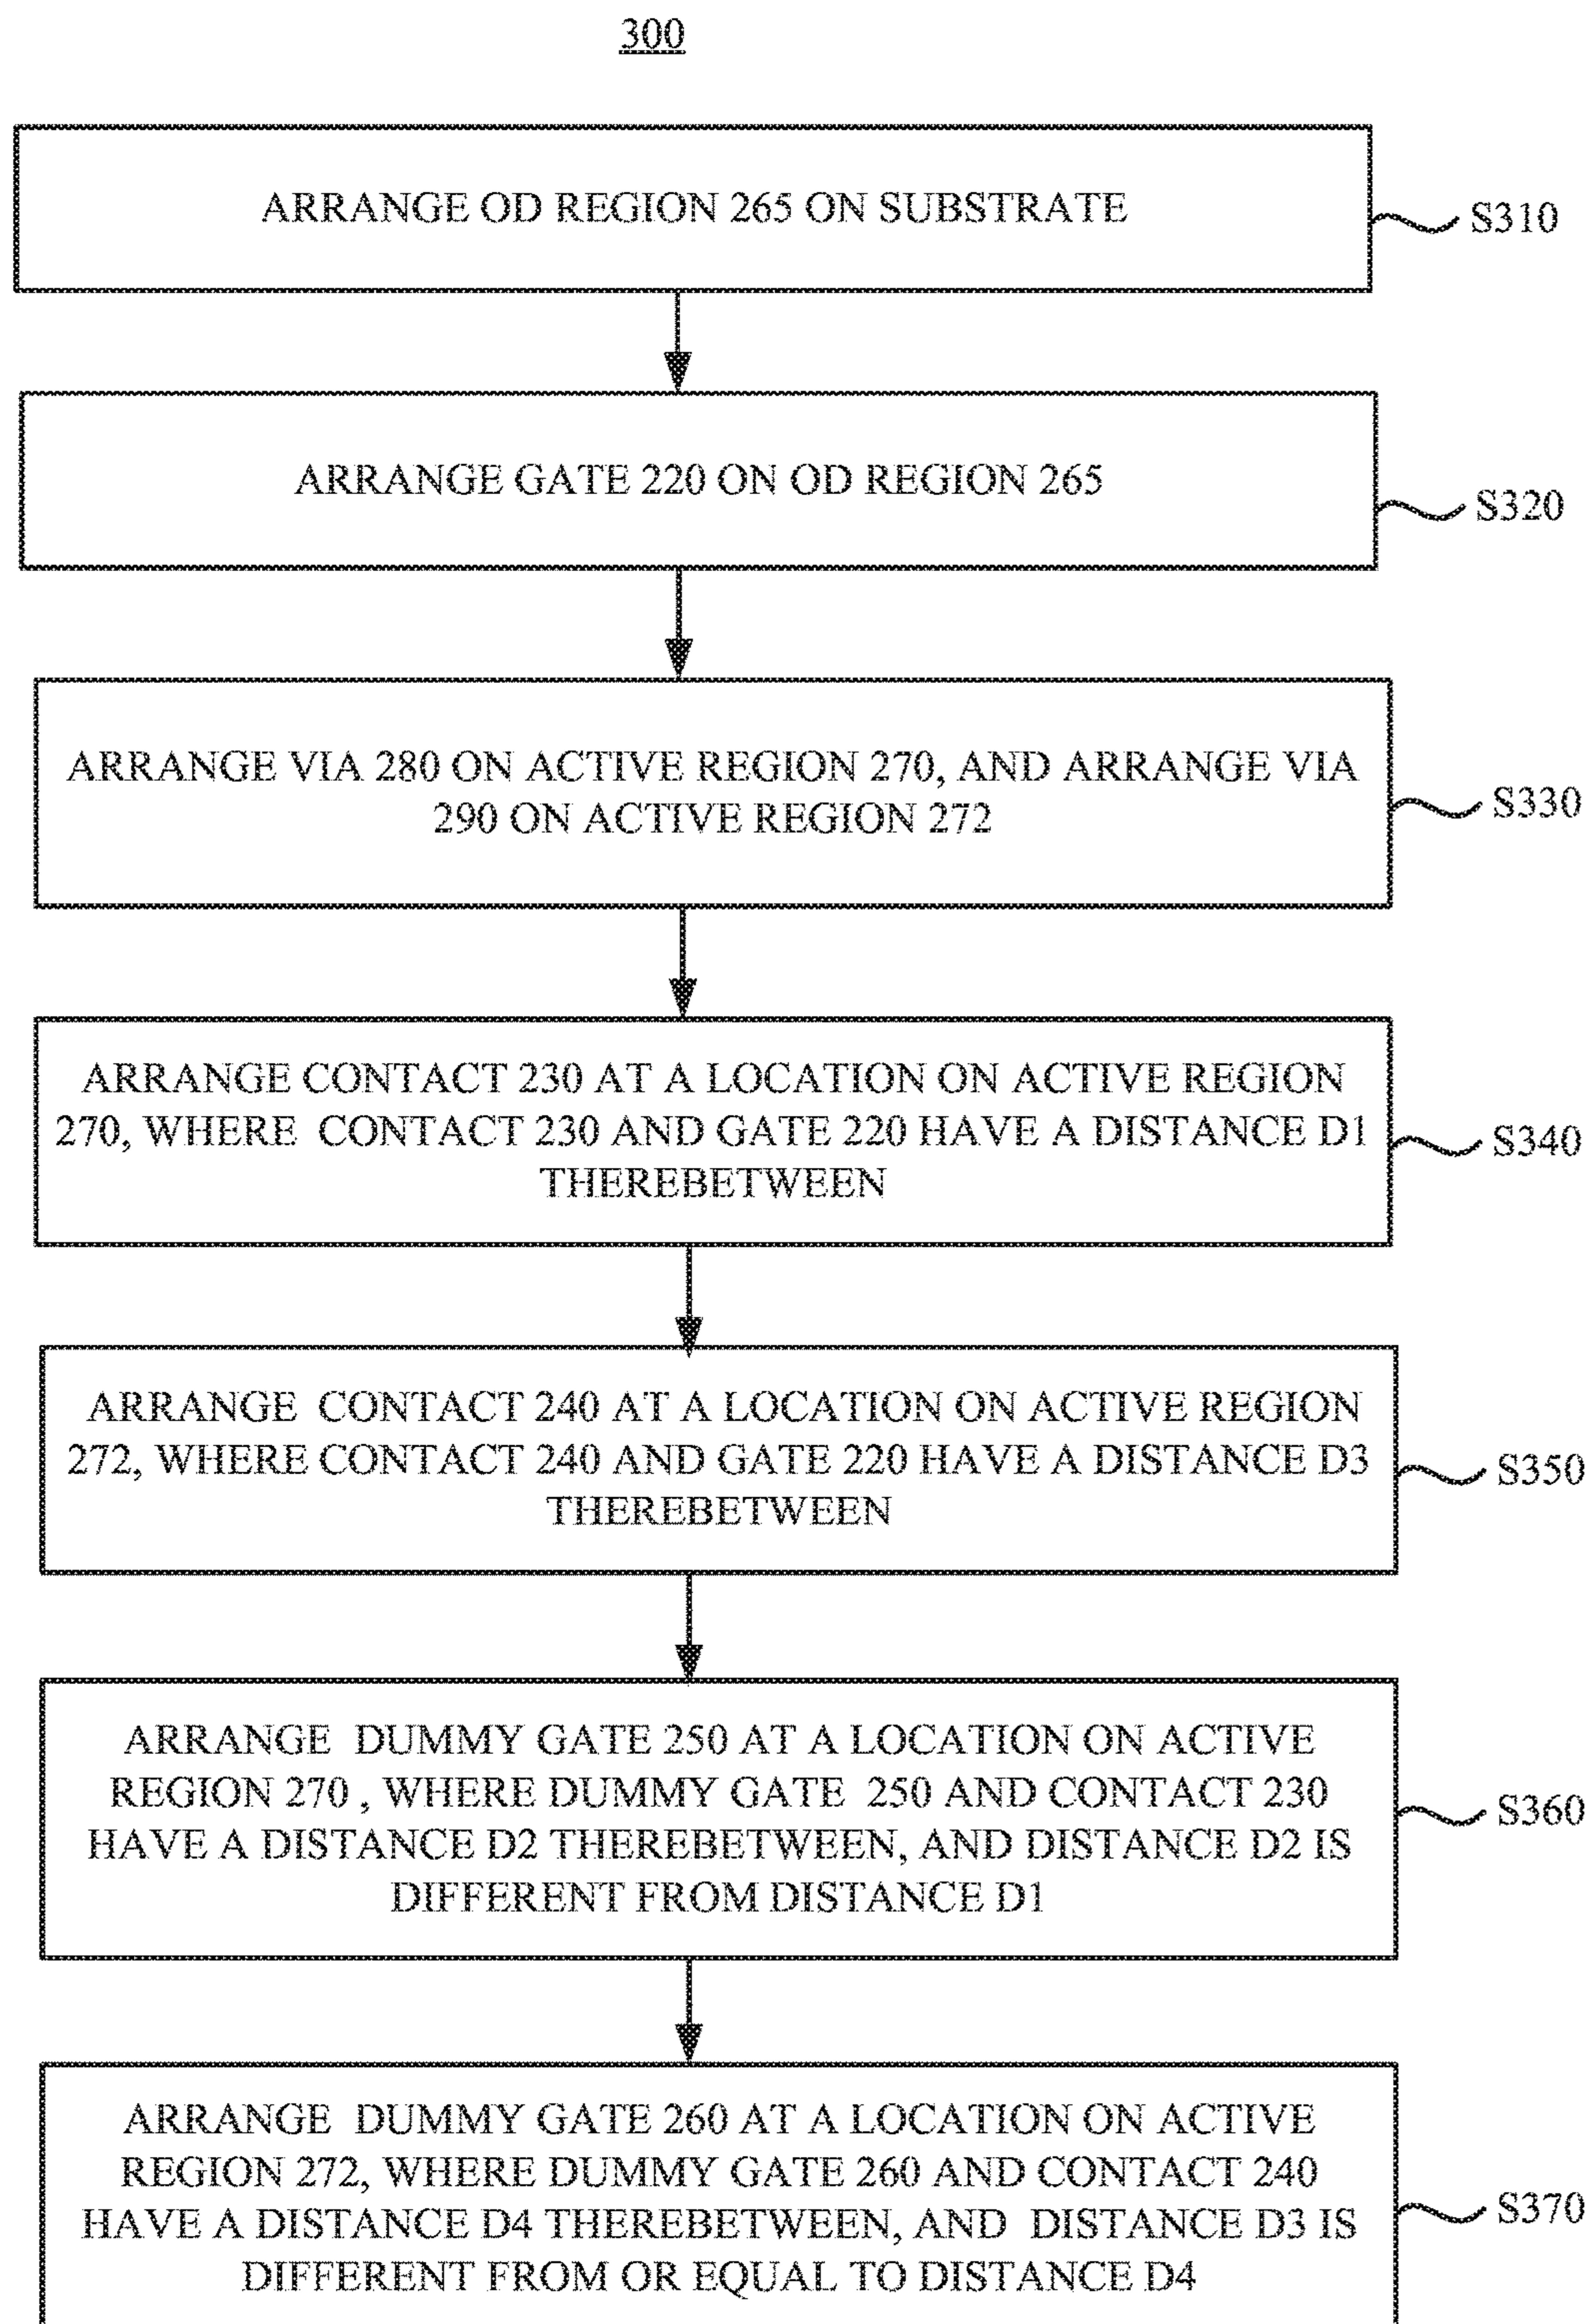 300
ARRANGE OD REGION 265 ON SUBSTRATE
S310
ARRANGE GATE 220 ON OD REGION 265
S320
ARRANGE VIA 280 ON ACTIVE REGION 270, AND ARRANGE VIA
290 ON ACTIVE REGION 272
S330
ARRANGE CONTACT 230 AT A LOCATION ON ACTIVE REGION
270, WHERE CONTACT 230 AND GATE 220 HAVE A DISTANCE D1
THEREBETWEEN
S340
ARRANGE CONTACT 240 AT A LOCATION ON ACTIVE REGION
272, WHERE CONTACT 240 AND GATE 220 HAVE A DISTANCE D3
THEREBETWEEN
S350
ARRANGE DUMMY GATE 250 AT A LOCATION ON ACTIVE
REGION 270 , WHERE DUMMY GATE 250 AND CONTACT 230
HAVE A DISTANCE D2 THEREBETWEEN, AND DISTANCE D2 IS
DIFFERENT FROM DISTANCE D1
S360
ARRANGE DUMMY GATE 260 AT A LOCATION ON ACTIVE
REGION 272, WHERE DUMMY GATE 260 AND CONTACT 240
HAVE A DISTANCE D4 THEREBETWEEN, AND DISTANCE D3 IS
DIFFERENT FROM OR EQUAL TO DISTANCE D4
S370